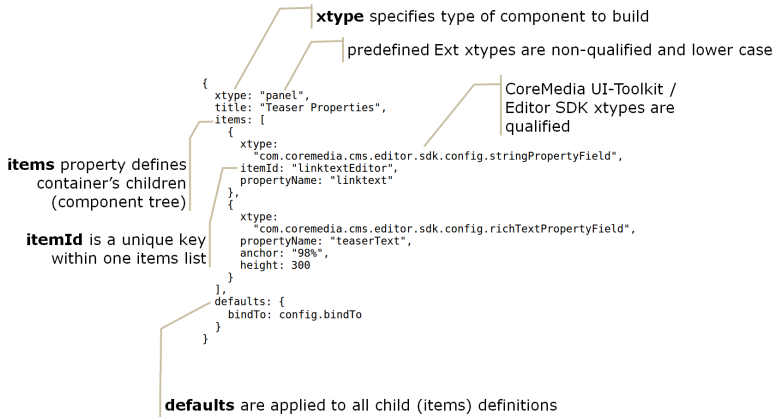 xtype specifies type of component to build
predefined Ext xtypes are non-qualified and lower case
CoreMedia UI-Toolkit /
Editor SDK xtypes are
qualified
{
xtype: "panel",
title: "Teaser Properties",
items: [
{
xtype:
"com.coremedia.cms.editor.sdk.config.stringPropertyField",
itemId: "linktextEditor",
propertyName: "linktext"
},
{
xtype:
"com.coremedia.cms.editor.sdk.config.richTextPropertyField",
propertyName: "teaserText",
anchor: "98%",
height: 300
}
],
defaults: {
bindTo: config.bindTo
}
}
items property defines
container's children
(component tree)
itemId is a unique key
within one items list
defaults are applied to all child (items) definitions